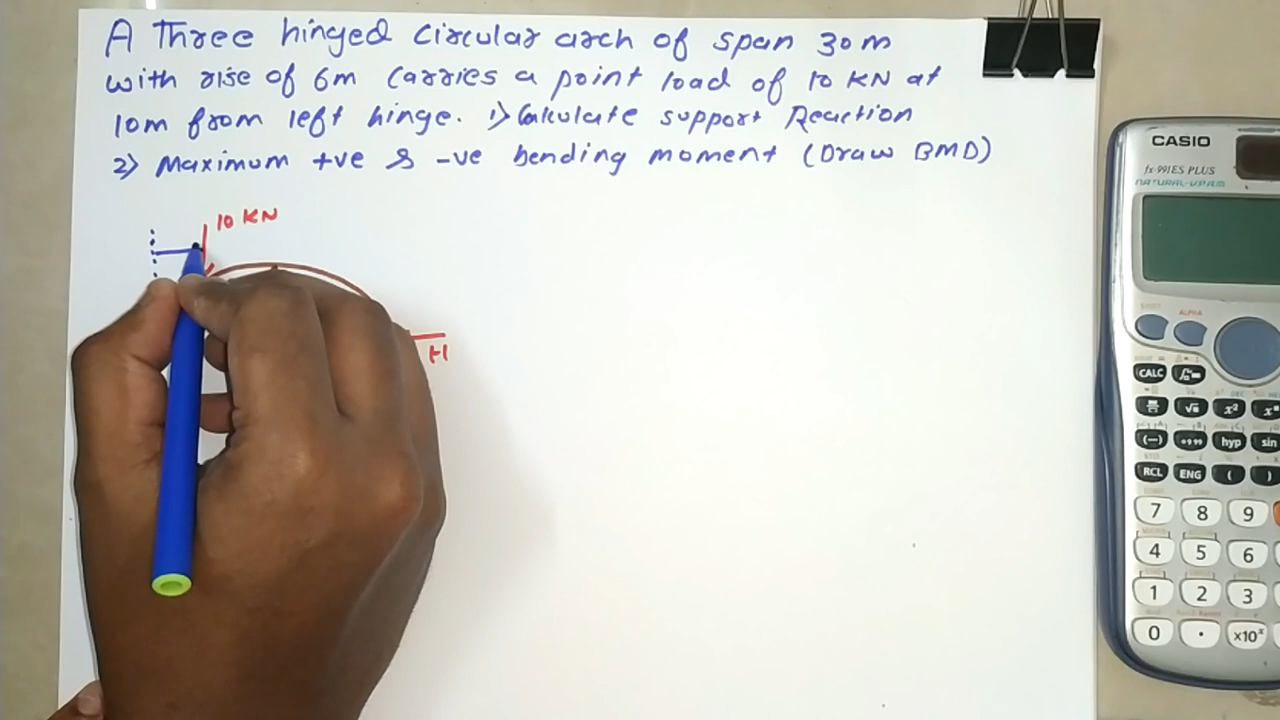 A Three hinged circular arch of span 30m
with rise of 6m Carries a point load of 10 KN at
10m from left hinge. 1) Calculate support Reaction
2) Maximum +ve & -ve bending moment (Draw BMD)
10 KN
H
CASIO
fx-991ES PLUS
NATURAL-V.P.A.M.
SHIFT ALPHA
CALC
hyp sin
RCL ENG ( )
7 8 9
4 5 6
1 2 3
0 . ×10ˣ